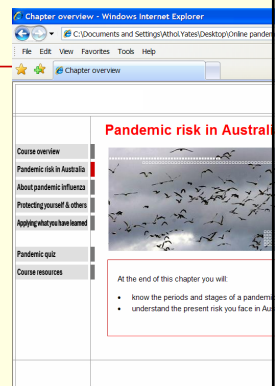 Chapter overview - Windows Internet Explorer
C:\Documents and Settings\Athol.Yates\Desktop\Online pandem
File Edit View Favorites Tools Help
Chapter overview
Pandemic risk in Australi
Course overview
Pandemic risk in Australia
About pandemic influenza
Protecting yourself & others
Applying what you have learned
Pandemic quiz
Course resources
At the end of this chapter you will:
• know the periods and stages of a pandemi
• understand the present risk you face in Aus